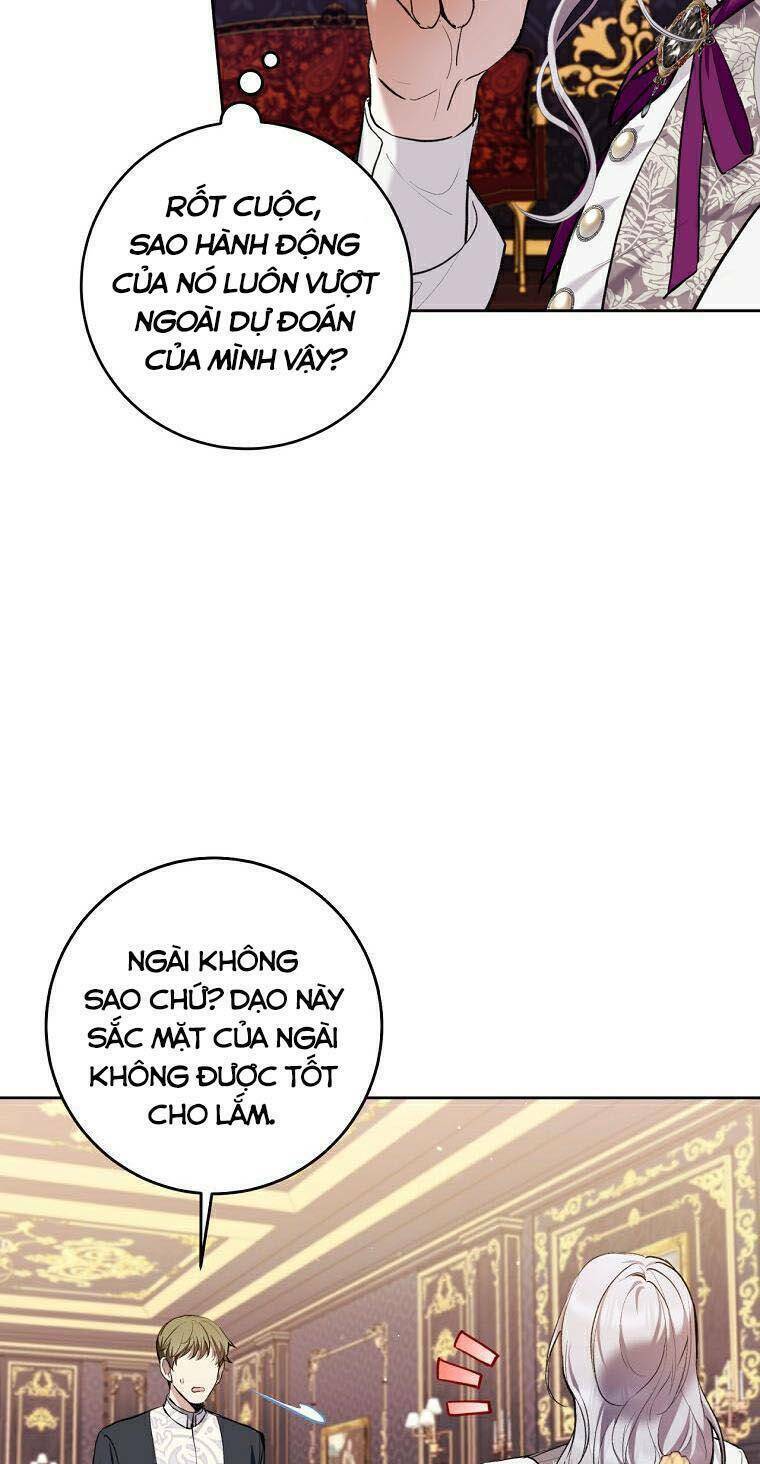 RỐT CUỘC,
SAO HÀNH ĐỘNG
CỦA NÓ LUÔN VƯỢT
NGOÀI DỰ ĐOÁN
CỦA MÌNH VẬY?
NGÀI KHÔNG
SAO CHỨ? DẠO NÀY
SẮC MẶT CỦA NGÀI
KHÔNG ĐƯỢC TỐT
CHO LẮM.